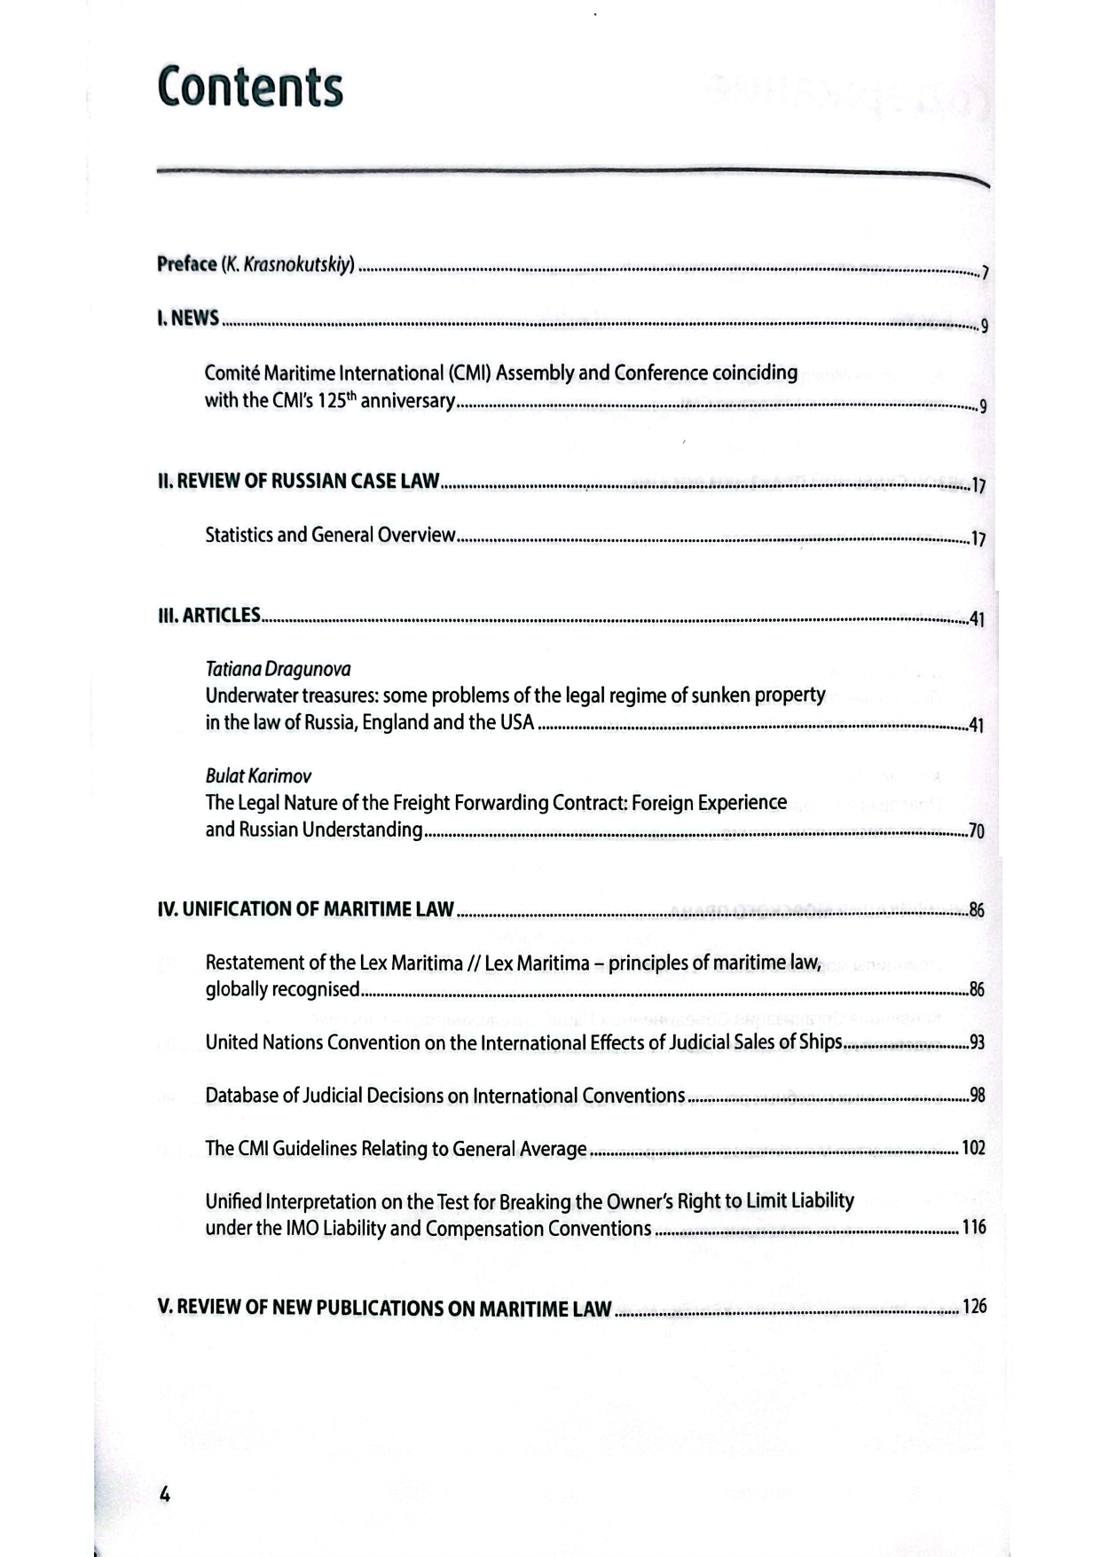 Contents
Preface (K. Krasnokutskiy) ........ 7
I. NEWS ........ 9
Comité Maritime International (CMI) Assembly and Conference coinciding
with the CMI's 125th anniversary ........ 9
II. REVIEW OF RUSSIAN CASE LAW ........ 17
Statistics and General Overview ........ 17
III. ARTICLES ........ 41
Tatiana Dragunova
Underwater treasures: some problems of the legal regime of sunken property
in the law of Russia, England and the USA ........ 41
Bulat Karimov
The Legal Nature of the Freight Forwarding Contract: Foreign Experience
and Russian Understanding ........ 70
IV. UNIFICATION OF MARITIME LAW ........ 86
Restatement of the Lex Maritima // Lex Maritima – principles of maritime law,
globally recognised ........ 86
United Nations Convention on the International Effects of Judicial Sales of Ships ........ 93
Database of Judicial Decisions on International Conventions ........ 98
The CMI Guidelines Relating to General Average ........ 102
Unified Interpretation on the Test for Breaking the Owner's Right to Limit Liability
under the IMO Liability and Compensation Conventions ........ 116
V. REVIEW OF NEW PUBLICATIONS ON MARITIME LAW ........ 126
4